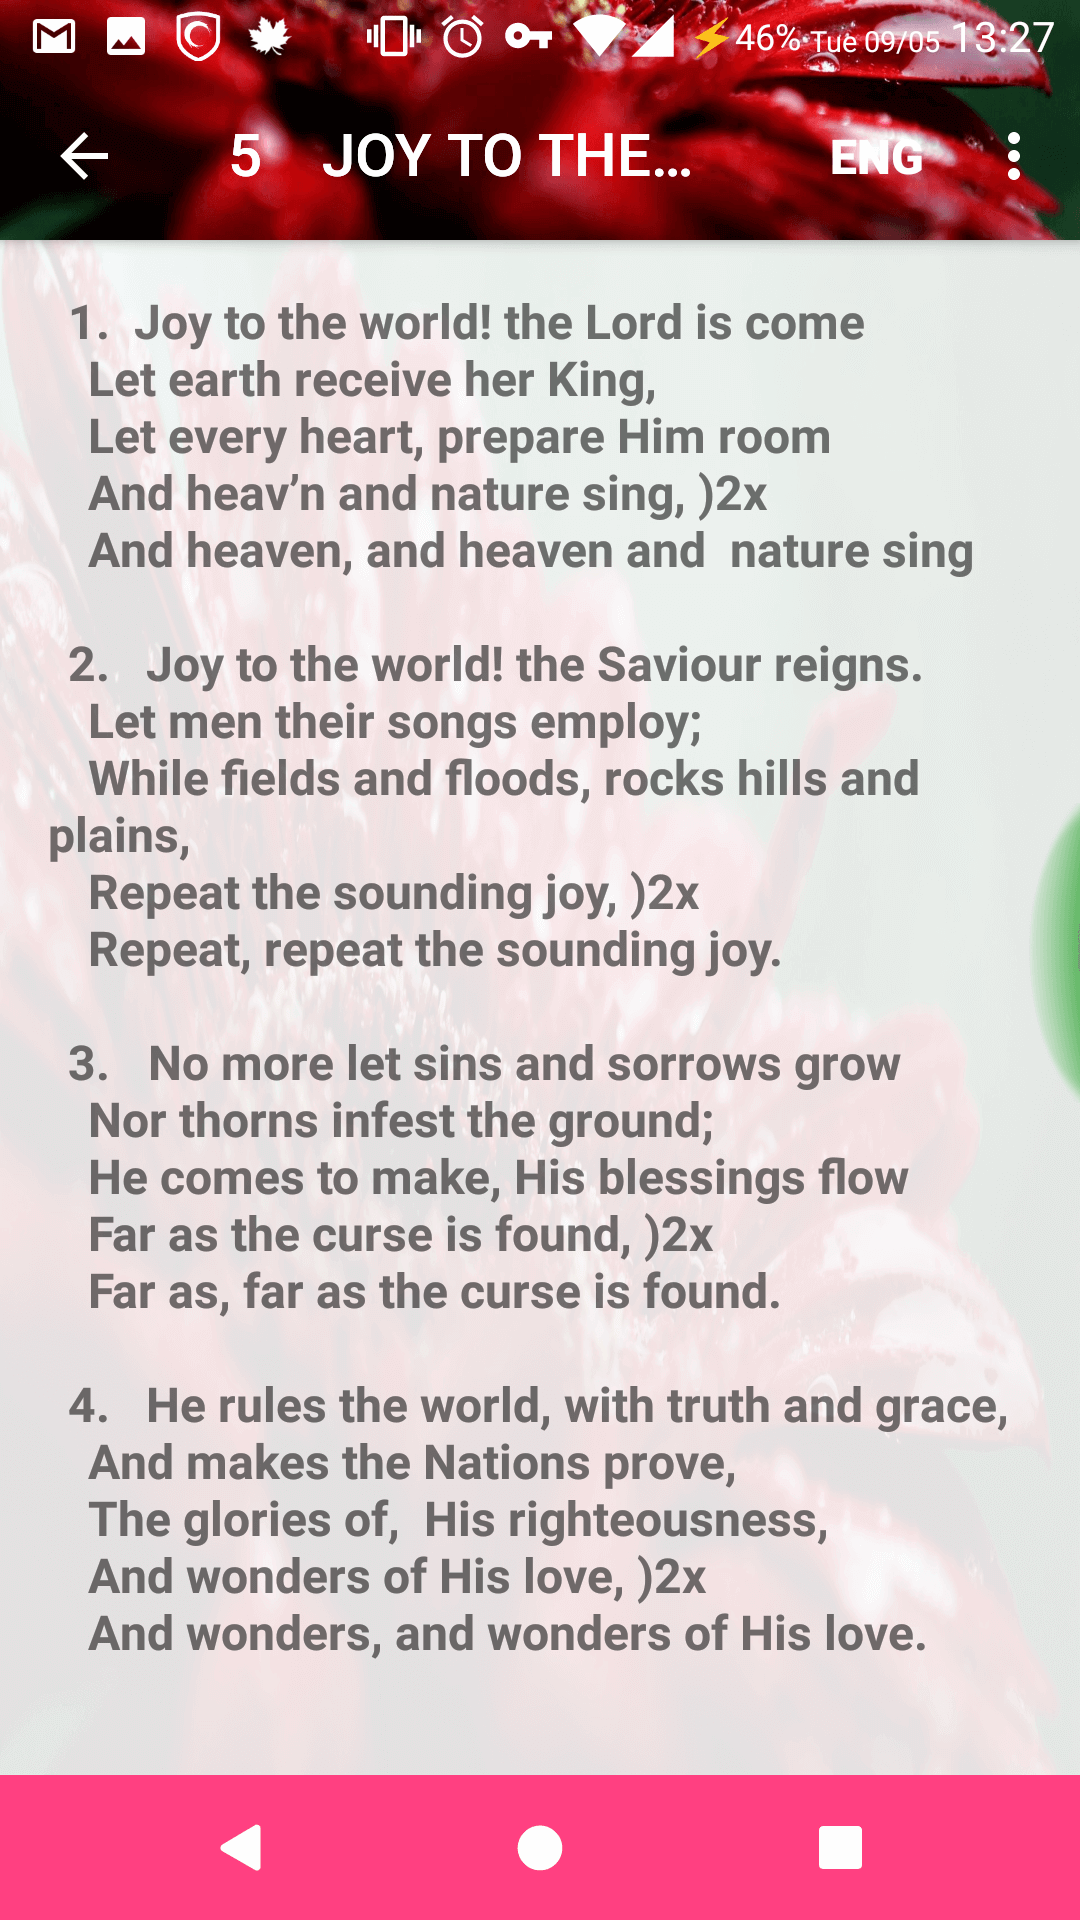 46% Tue 09/05 13:27
5 JOY TO THE... ENG
1. Joy to the world! the Lord is come
Let earth receive her King,
Let every heart, prepare Him room
And heav’n and nature sing, )2x
And heaven, and heaven and nature sing
2. Joy to the world! the Saviour reigns.
Let men their songs employ;
While fields and floods, rocks hills and
plains,
Repeat the sounding joy, )2x
Repeat, repeat the sounding joy.
3. No more let sins and sorrows grow
Nor thorns infest the ground;
He comes to make, His blessings flow
Far as the curse is found, )2x
Far as, far as the curse is found.
4. He rules the world, with truth and grace,
And makes the Nations prove,
The glories of, His righteousness,
And wonders of His love, )2x
And wonders, and wonders of His love.